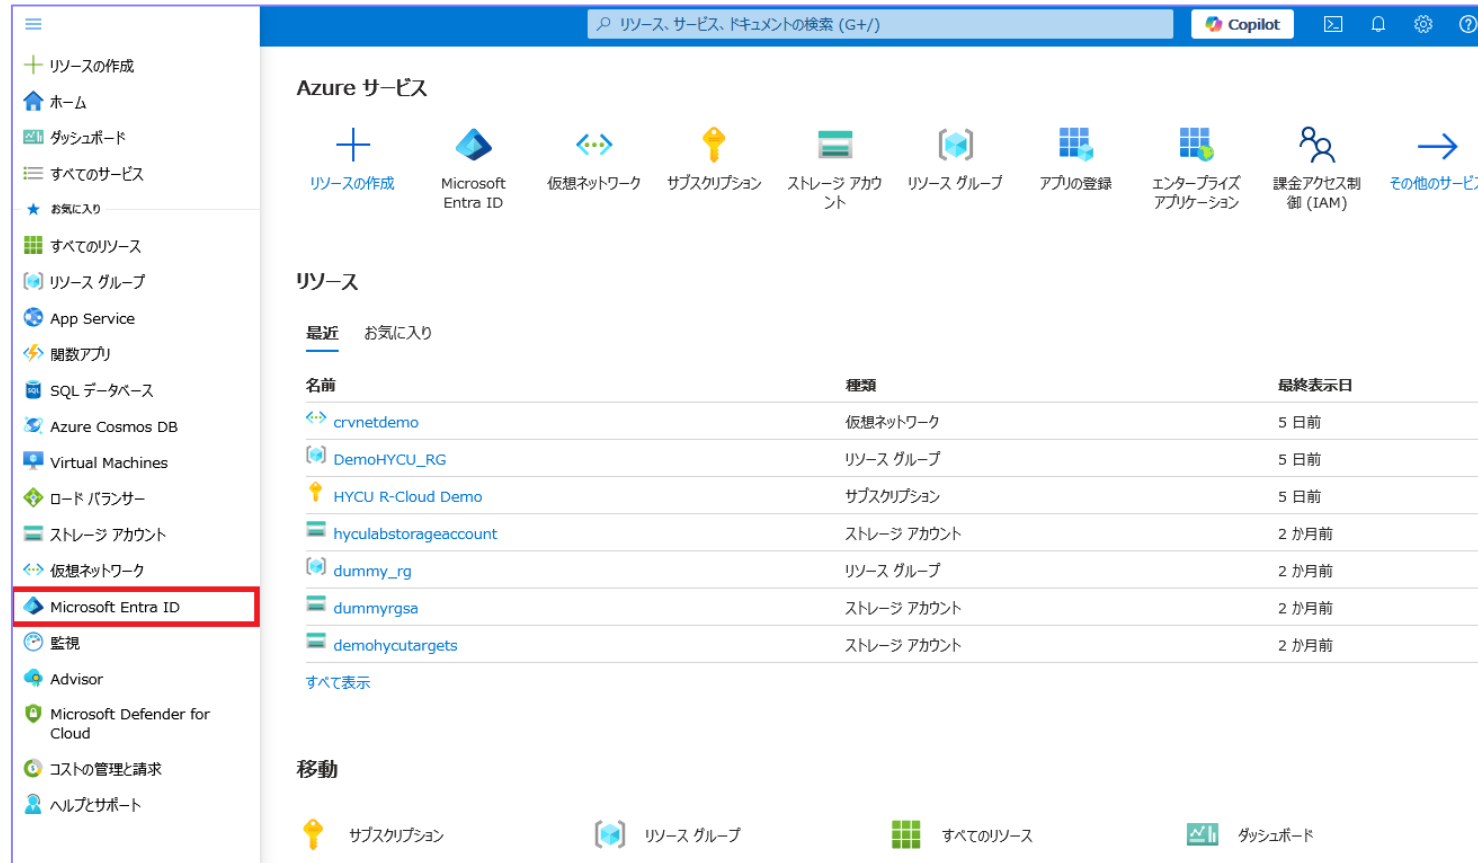 リソース、サービス、ドキュメントの検索 (G+/)
Copilot
リソースの作成
ホーム
ダッシュボード
すべてのサービス
お気に入り
すべてのリソース
リソース グループ
App Service
関数アプリ
SQL データベース
Azure Cosmos DB
Virtual Machines
ロード バランサー
ストレージ アカウント
仮想ネットワーク
Microsoft Entra ID
監視
Advisor
Microsoft Defender for
Cloud
コストの管理と請求
ヘルプとサポート
Azure サービス
リソースの作成
Microsoft
Entra ID
仮想ネットワーク
サブスクリプション
ストレージ アカウ
ント
リソース グループ
アプリの登録
エンタープライズ
アプリケーション
課金アクセス制
御 (IAM)
その他のサービス
リソース
最近 お気に入り
名前 種類 最終表示日
crvnetdemo 仮想ネットワーク 5 日前
DemoHYCU_RG リソース グループ 5 日前
HYCU R-Cloud Demo サブスクリプション 5 日前
hyculabstorageaccount ストレージ アカウント 2 か月前
dummy_rg リソース グループ 2 か月前
dummyrgsa ストレージ アカウント 2 か月前
demohycutargets ストレージ アカウント 2 か月前
すべて表示
移動
サブスクリプション リソース グループ すべてのリソース ダッシュボード